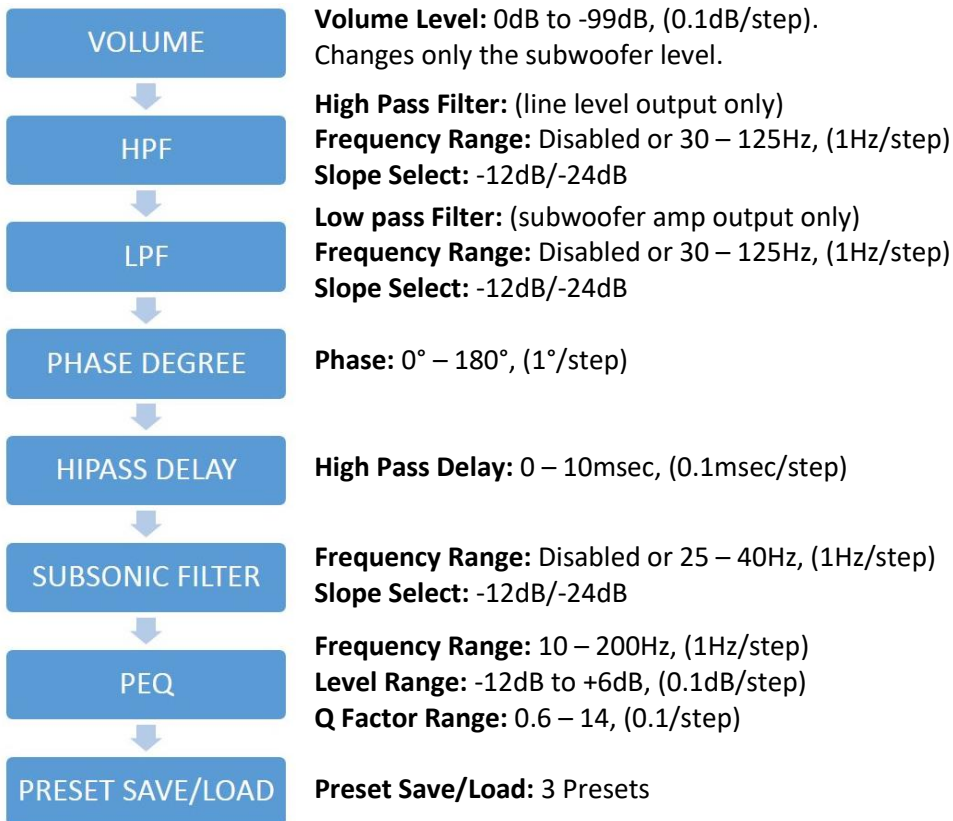 VOLUME
Volume Level: 0dB to -99dB, (0.1dB/step).
Changes only the subwoofer level.
HPF
High Pass Filter: (line level output only)
Frequency Range: Disabled or 30 – 125Hz, (1Hz/step)
Slope Select: -12dB/-24dB
LPF
Low pass Filter: (subwoofer amp output only)
Frequency Range: Disabled or 30 – 125Hz, (1Hz/step)
Slope Select: -12dB/-24dB
PHASE DEGREE
Phase: 0° – 180°, (1°/step)
HIPASS DELAY
High Pass Delay: 0 – 10msec, (0.1msec/step)
SUBSONIC FILTER
Frequency Range: Disabled or 25 – 40Hz, (1Hz/step)
Slope Select: -12dB/-24dB
PEQ
Frequency Range: 10 – 200Hz, (1Hz/step)
Level Range: -12dB to +6dB, (0.1dB/step)
Q Factor Range: 0.6 – 14, (0.1/step)
PRESET SAVE/LOAD
Preset Save/Load: 3 Presets